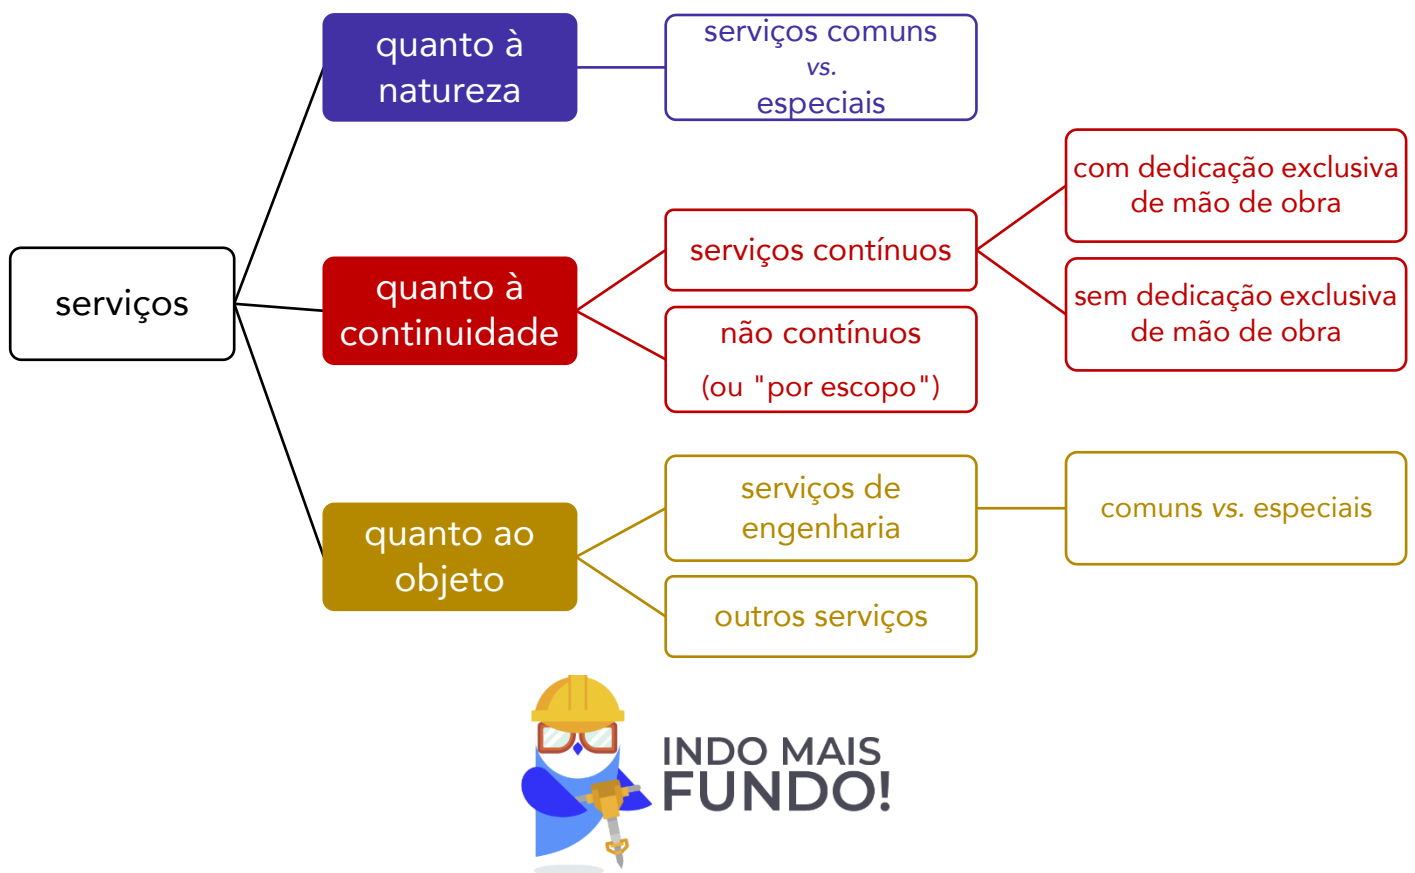 serviços
quanto à
natureza
serviços comuns
vs.
especiais
quanto à
continuidade
serviços contínuos
com dedicação exclusiva
de mão de obra
sem dedicação exclusiva
de mão de obra
não contínuos
(ou "por escopo")
quanto ao
objeto
serviços de
engenharia
comuns vs. especiais
outros serviços
INDO MAIS
FUNDO!